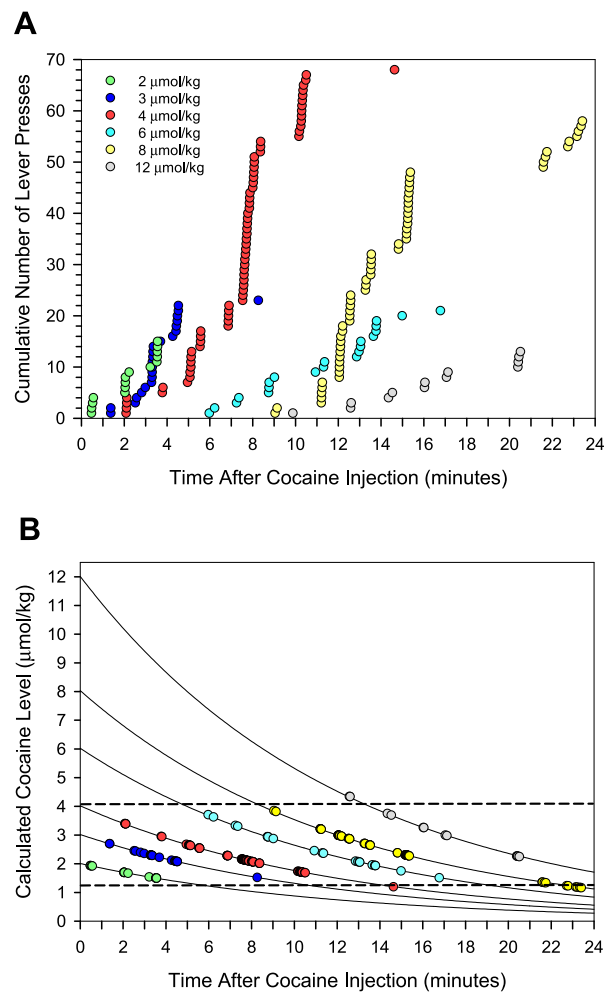 A
Cumulative Number of Lever Presses
70
60
50
40
30
20
10
0
2 μmol/kg
3 μmol/kg
4 μmol/kg
6 μmol/kg
8 μmol/kg
12 μmol/kg
0 2 4 6 8 10 12 14 16 18 20 22 24
Time After Cocaine Injection (minutes)
B
Calculated Cocaine Level (μmol/kg)
12
11
10
9
8
7
6
5
4
3
2
1
0
0 2 4 6 8 10 12 14 16 18 20 22 24
Time After Cocaine Injection (minutes)